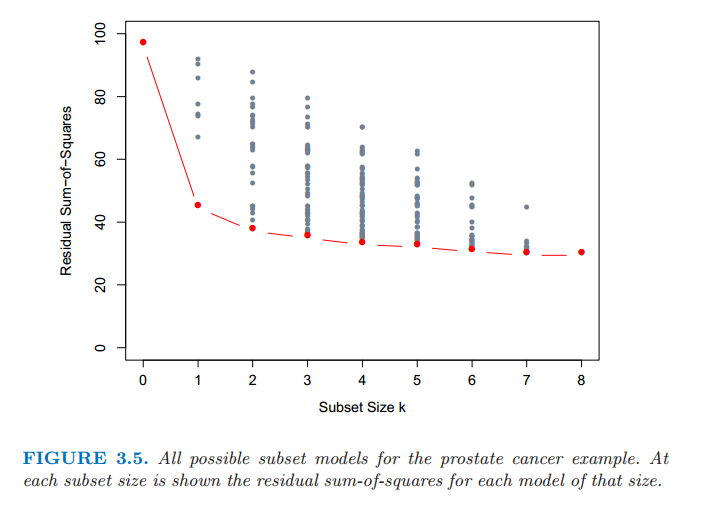 100
80
60
40
20
0
Residual Sum−of−Squares
0 1 2 3 4 5 6 7 8
Subset Size k
FIGURE 3.5. All possible subset models for the prostate cancer example. At
each subset size is shown the residual sum-of-squares for each model of that size.